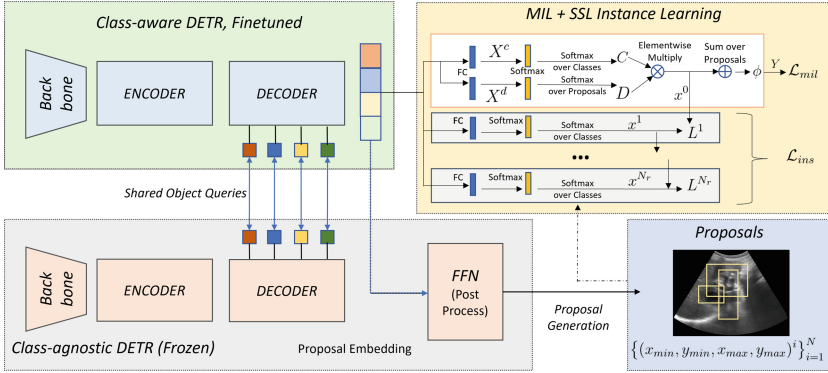 Class-aware DETR, Finetuned
Back
bone
ENCODER
DECODER
Shared Object Queries
MIL + SSL Instance Learning
FC
X^c
X^d
Softmax
Softmax
over Classes
Softmax
over Proposals
C
D
Elementwise
Multiply
x^0
Sum over
Proposals
ϕ
Y
ℒ_mil
FC
Softmax
Softmax
over Classes
x^1
L^1
•••
FC
Softmax
Softmax
over Classes
x^{N_r}
L^{N_r}
ℒ_ins
Back
bone
ENCODER
DECODER
Class-agnostic DETR (Frozen)
Proposal Embedding
FFN
(Post
Process)
Proposal
Generation
Proposals
{(x_min, y_min, x_max, y_max)^i}_{i=1}^N